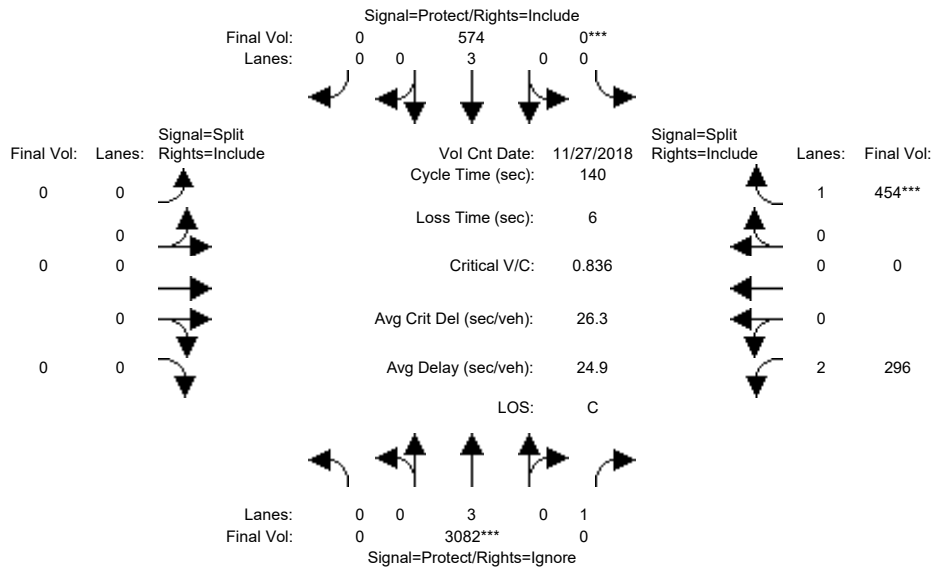 Signal=Protect/Rights=Include
Final Vol: 0 574 0***
Lanes: 0 0 3 0 0
Signal=Split Signal=Split
Final Vol: Lanes: Rights=Include Vol Cnt Date: 11/27/2018 Rights=Include Lanes: Final Vol:
Cycle Time (sec): 140
0 0 1 454***
Loss Time (sec): 6
0 0
0 0 Critical V/C: 0.836 0 0
0 Avg Crit Del (sec/veh): 26.3 0
0 0 Avg Delay (sec/veh): 24.9 2 296
LOS: C
Lanes: 0 0 3 0 1
Final Vol: 0 3082*** 0
Signal=Protect/Rights=Ignore